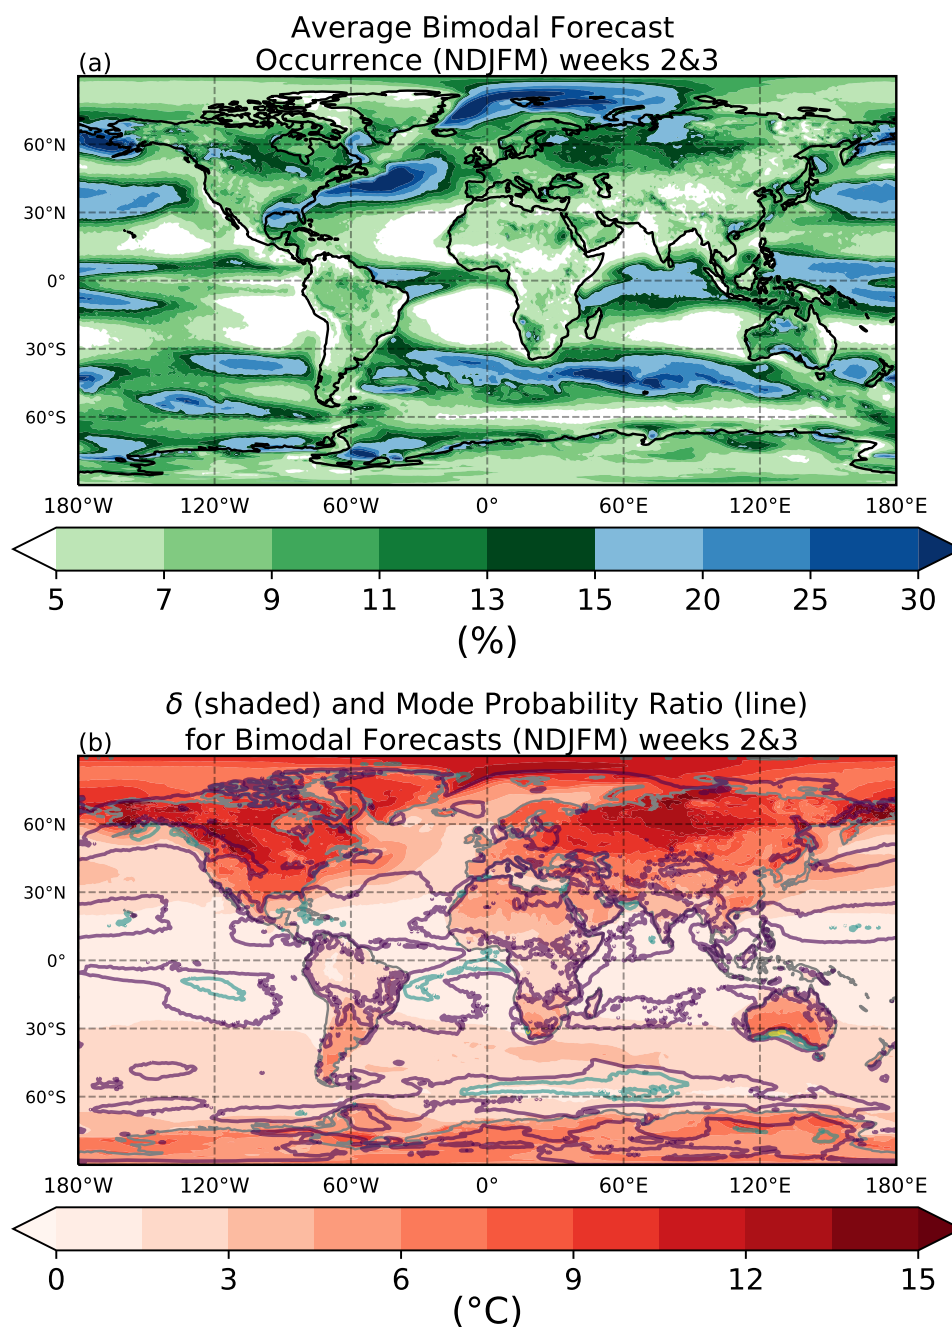 Average Bimodal Forecast
(a) Occurrence (NDJFM) weeks 2&3
60°N
30°N
0°
30°S
60°S
180°W 120°W 60°W 0° 60°E 120°E 180°E
5 7 9 11 13 15 20 25 30
(%)
δ (shaded) and Mode Probability Ratio (line)
(b) for Bimodal Forecasts (NDJFM) weeks 2&3
60°N
30°N
0°
30°S
60°S
180°W 120°W 60°W 0° 60°E 120°E 180°E
0 3 6 9 12 15
(°C)